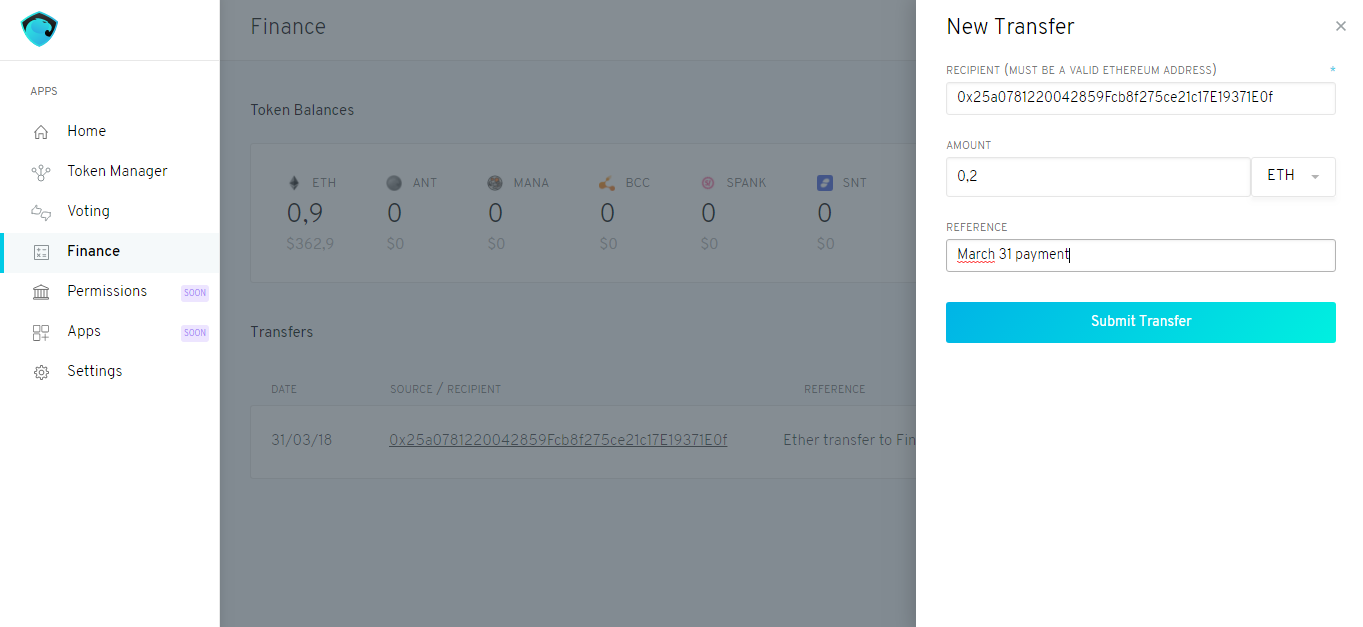 APPS
Home
Token Manager
Voting
Finance
Permissions SOON
Apps SOON
Settings
Finance
Token Balances
ETH ANT MANA BCC SPANK SNT
0,9 0 0 0 0 0
$362,9 $0 $0 $0 $0 $0
Transfers
DATE SOURCE / RECIPIENT REFERENCE
31/03/18 0x25a0781220042859Fcb8f275ce21c17E19371E0f Ether transfer to Fin
New Transfer ×
RECIPIENT (MUST BE A VALID ETHEREUM ADDRESS) *
0x25a0781220042859Fcb8f275ce21c17E19371E0f
AMOUNT
0,2 ETH
REFERENCE
March 31 payment
Submit Transfer